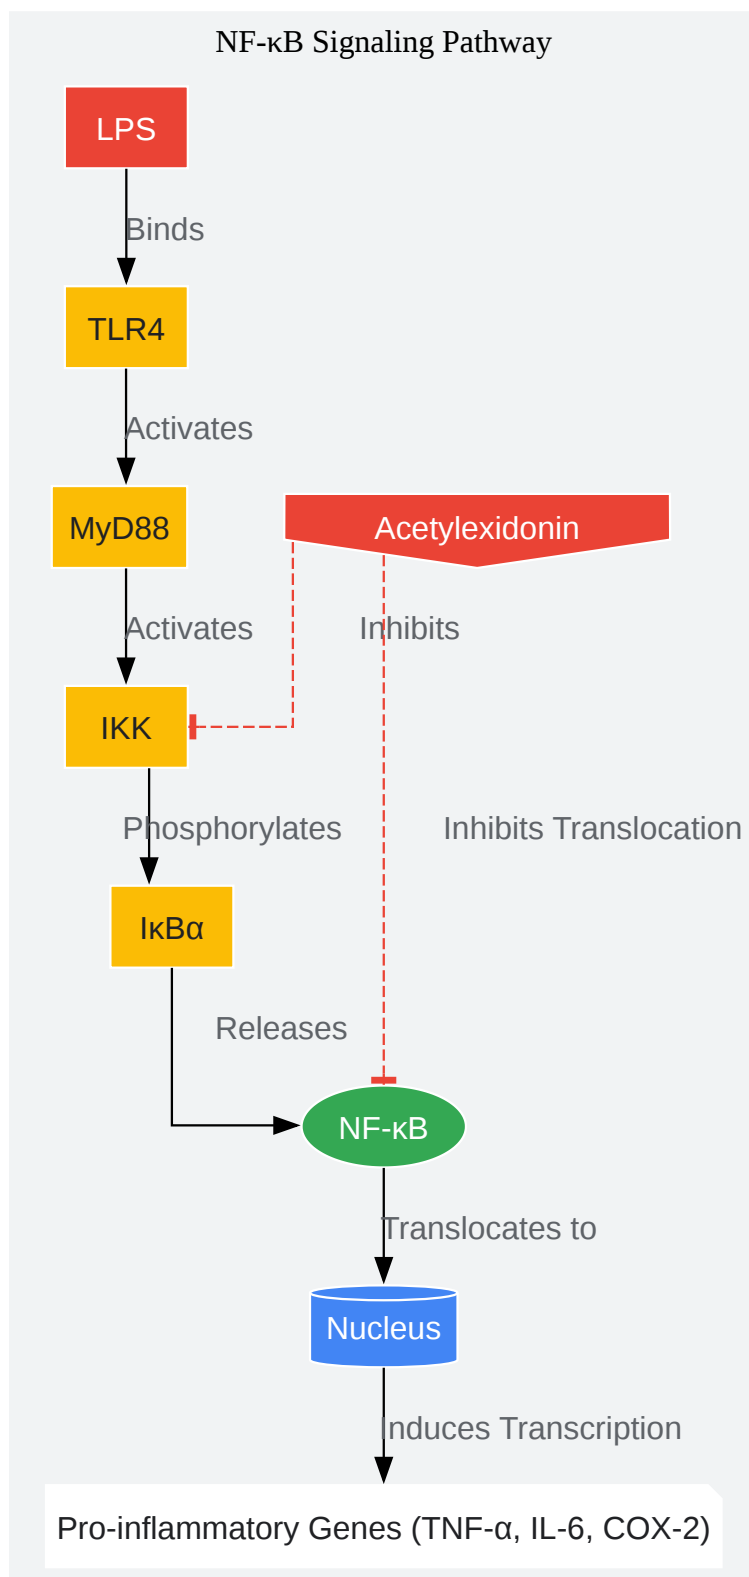 NF-κB Signaling Pathway
LPS
Binds
TLR4
Activates
MyD88
Acetylexidonin
Activates
Inhibits
IKK
Phosphorylates
Inhibits Translocation
IκBα
Releases
NF-κB
Translocates to
Nucleus
Induces Transcription
Pro-inflammatory Genes (TNF-α, IL-6, COX-2)